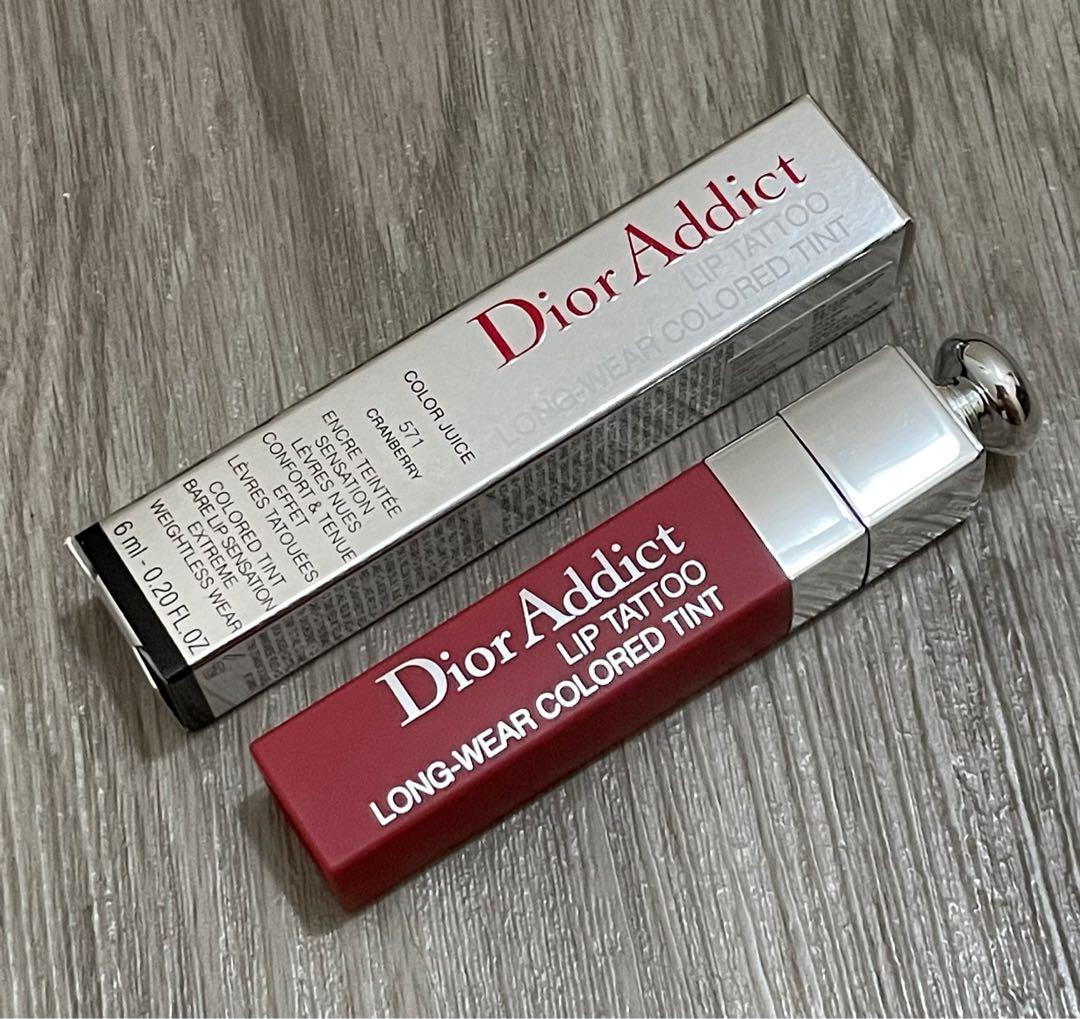 Dior Addict
LIP TATTOO
LONG-WEAR COLORED TINT
COLOR JUICE
571
CRANBERRY
ENCRE TEINTÉE
SENSATION
LÈVRES NUES
CONFORT & TENUE
EFFET
LÈVRES TATOUÉES
COLORED TINT
BARE LIP SENSATION
EXTREME
WEIGHTLESS WEAR
6 ml - 0.20 FL.OZ
Dior Addict
LIP TATTOO
LONG-WEAR COLORED TINT